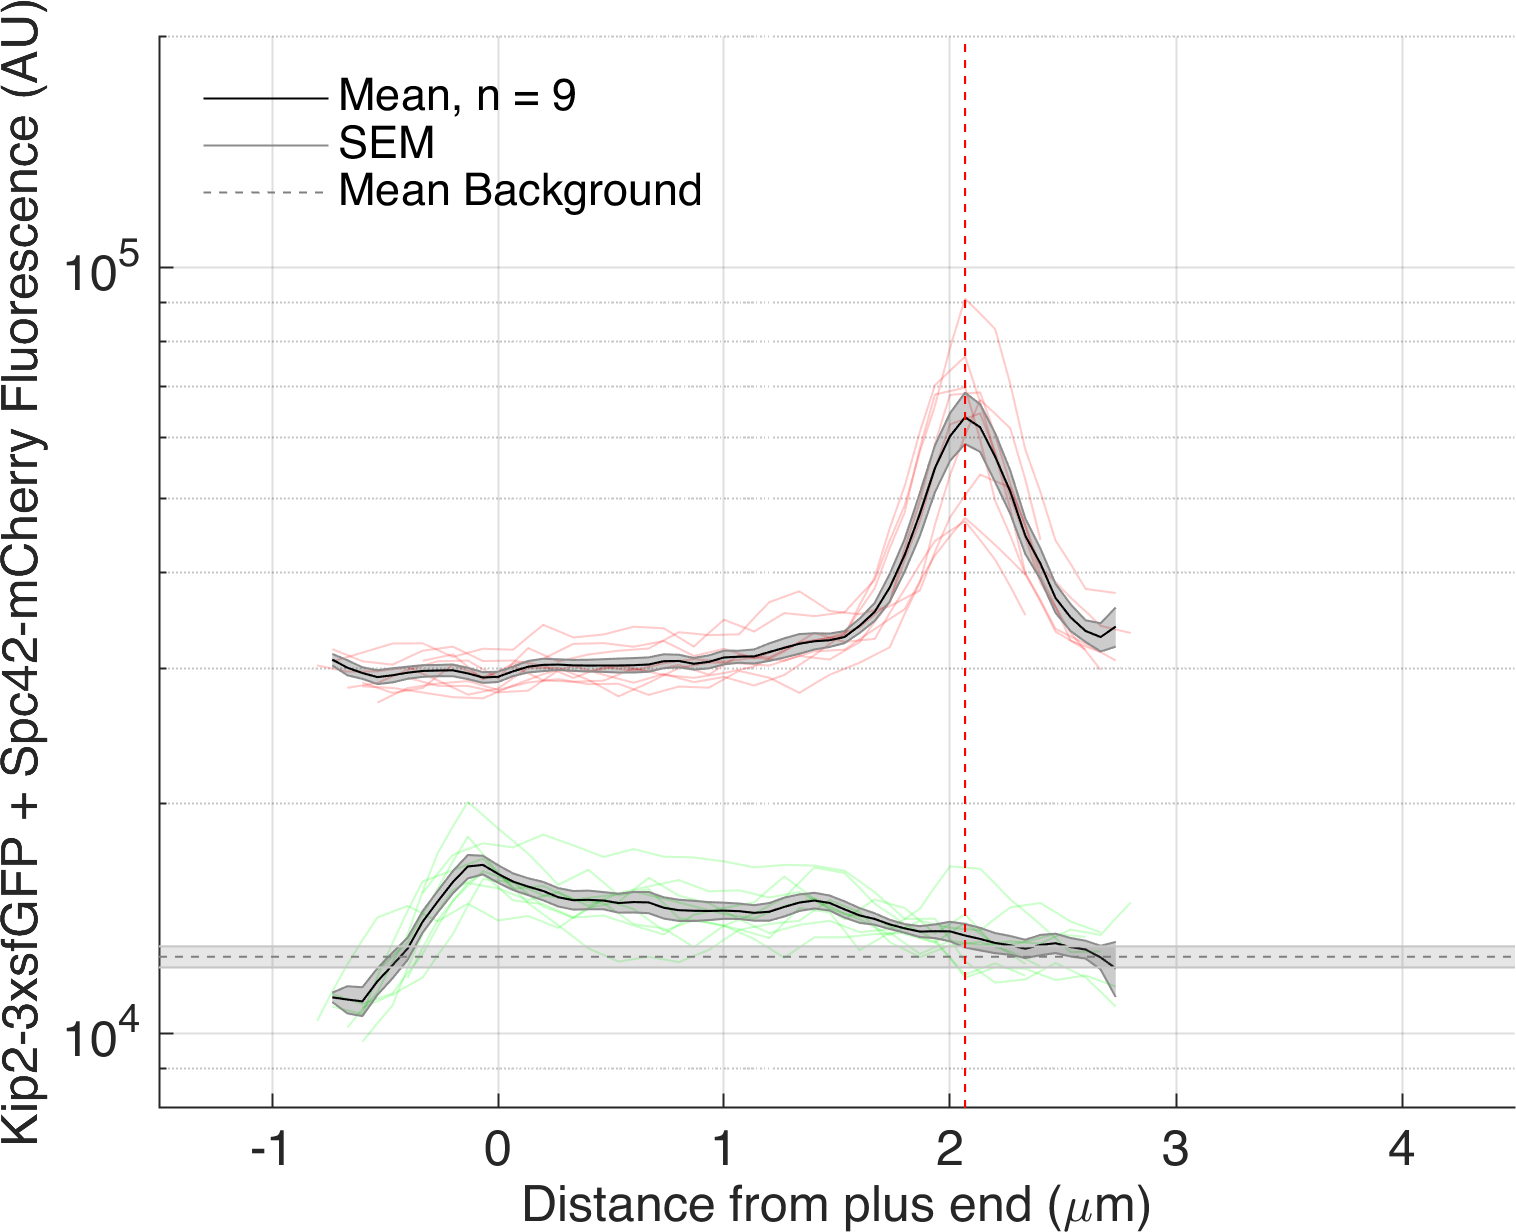 Kip2-3xsfGFP + Spc42-mCherry Fluorescence (AU)
Mean, n = 9
SEM
Mean Background
10^5
10^4
-1 0 1 2 3 4
Distance from plus end (μm)